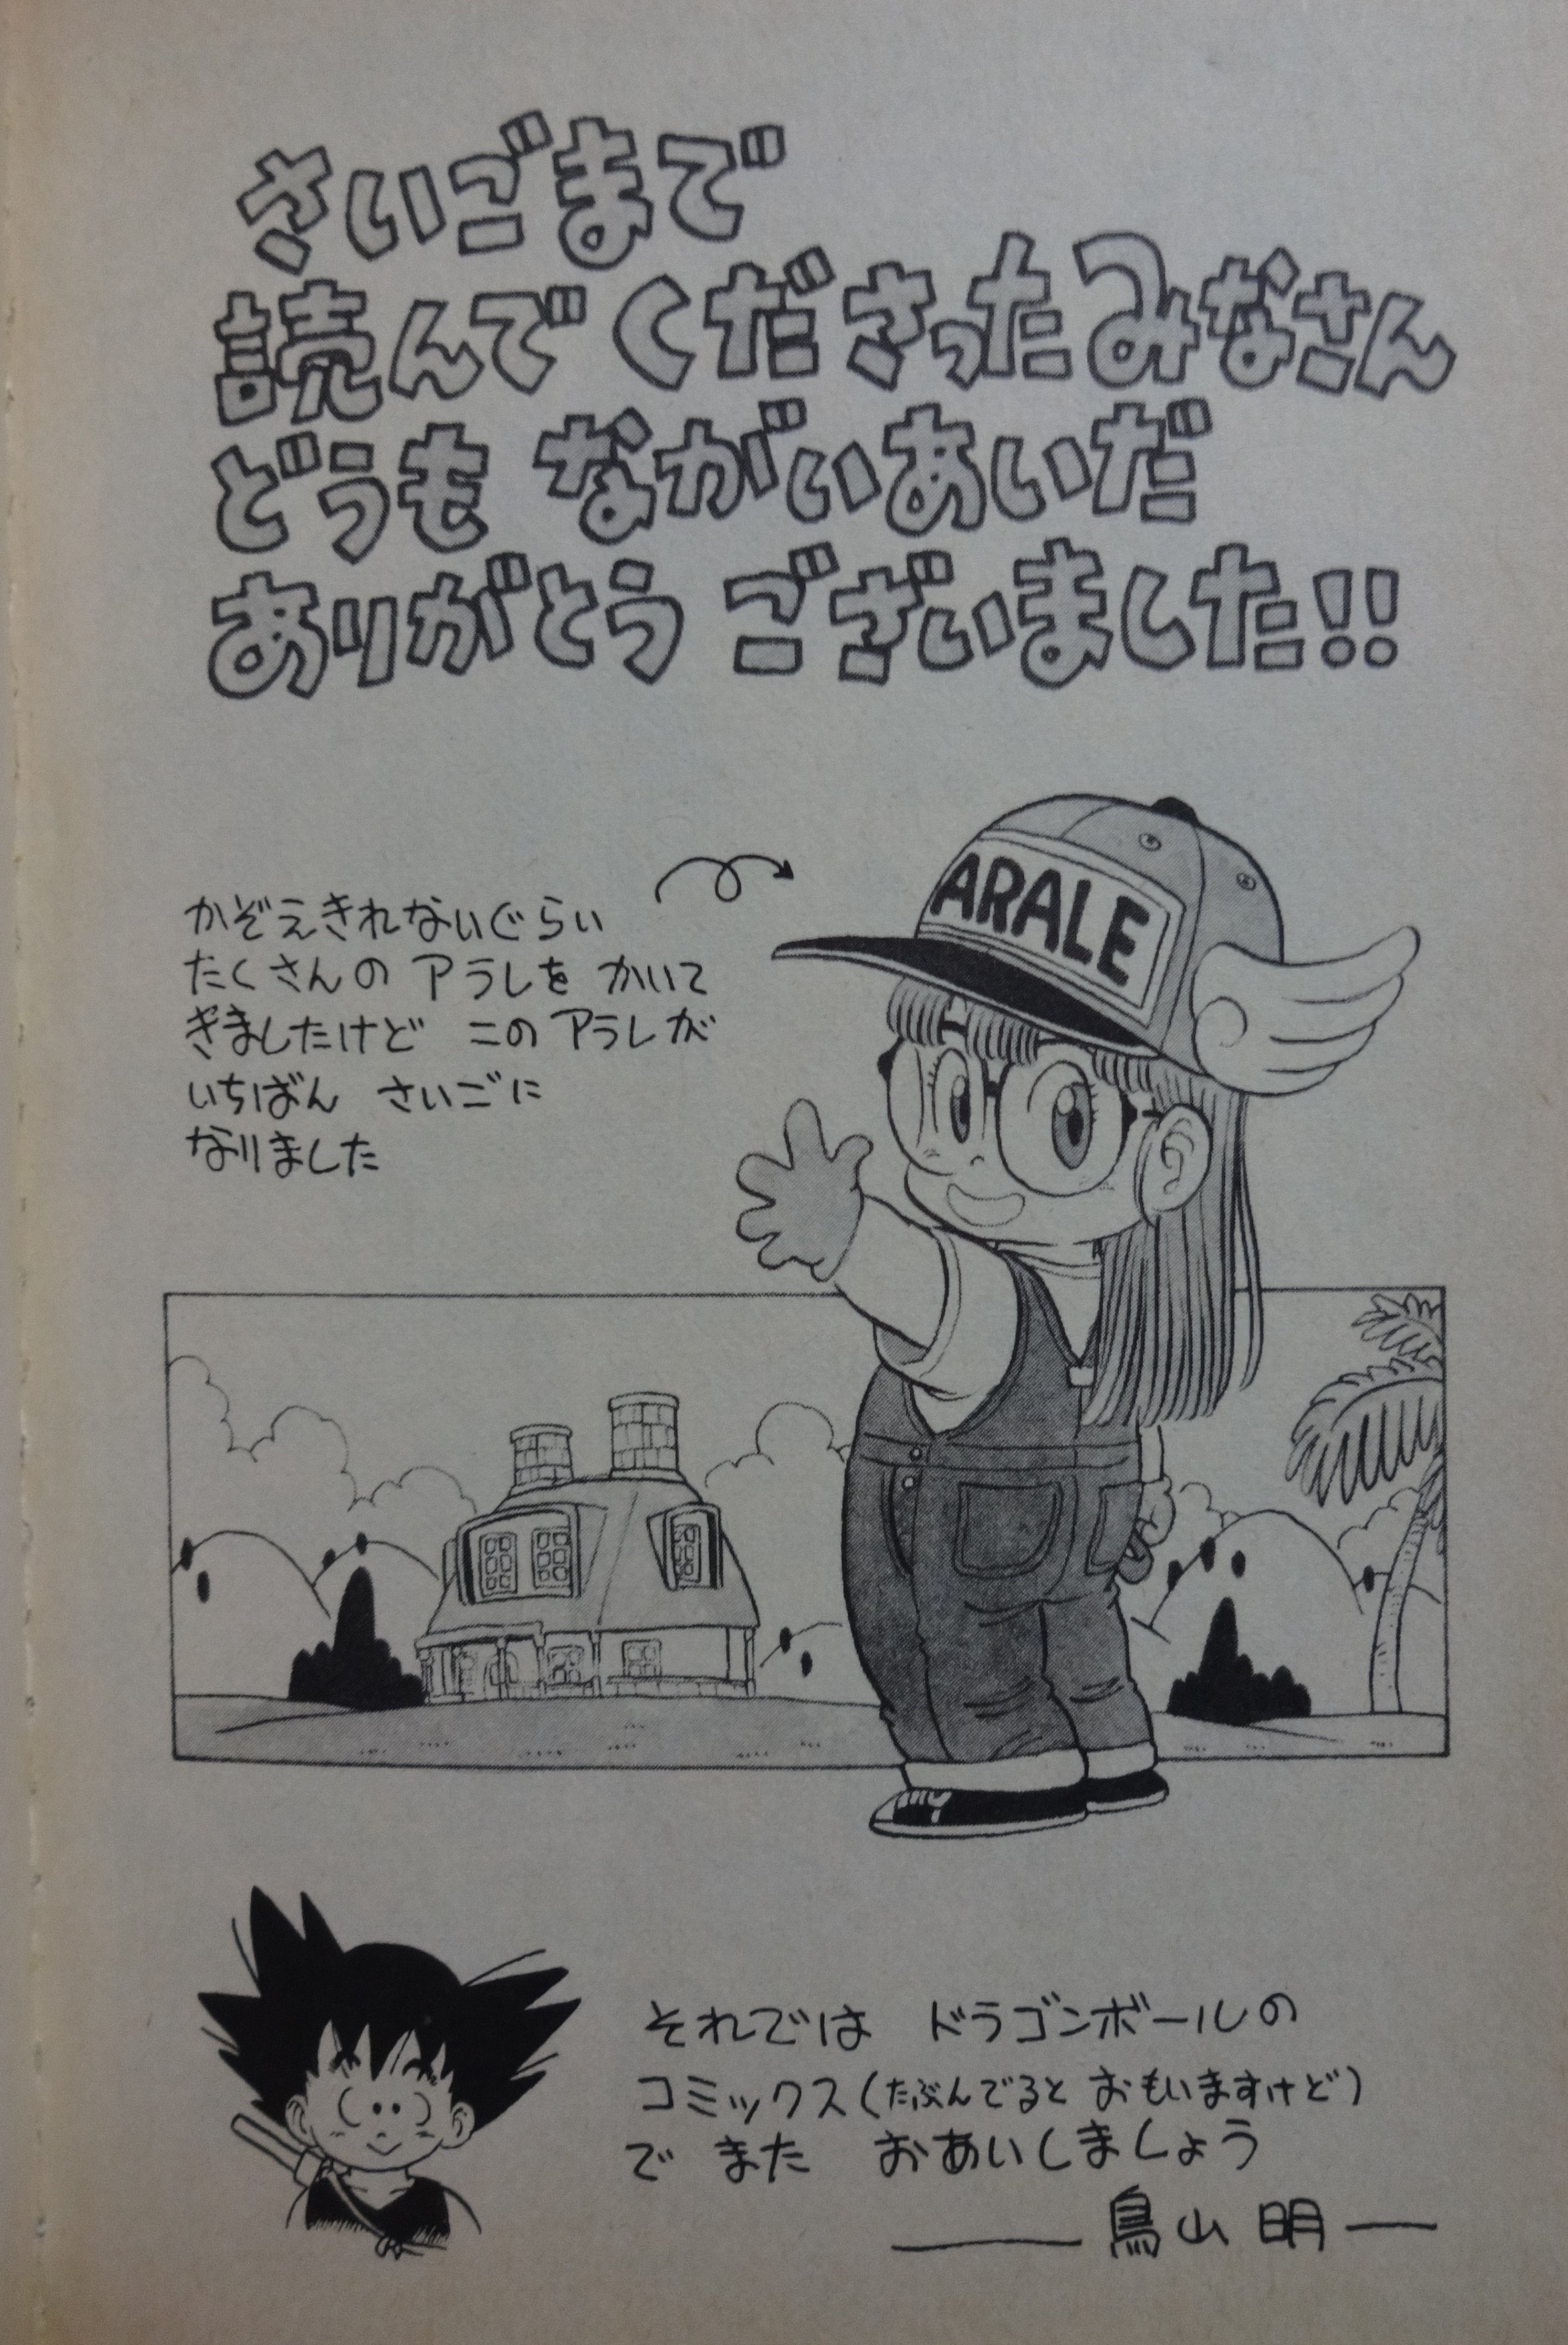 さいごまで
読んで くださった みなさん
どうも ながいあいだ
ありがとう ございました!!
ARALE
かぞえきれないぐらい
たくさんの アラレを かいて
きましたけど このアラレが
いちばん さいごに
なりました
それでは ドラゴンボールの
コミックス(たぶんでると おもいますけど)
で また おあいしましょう
―― 鳥山 明 ―